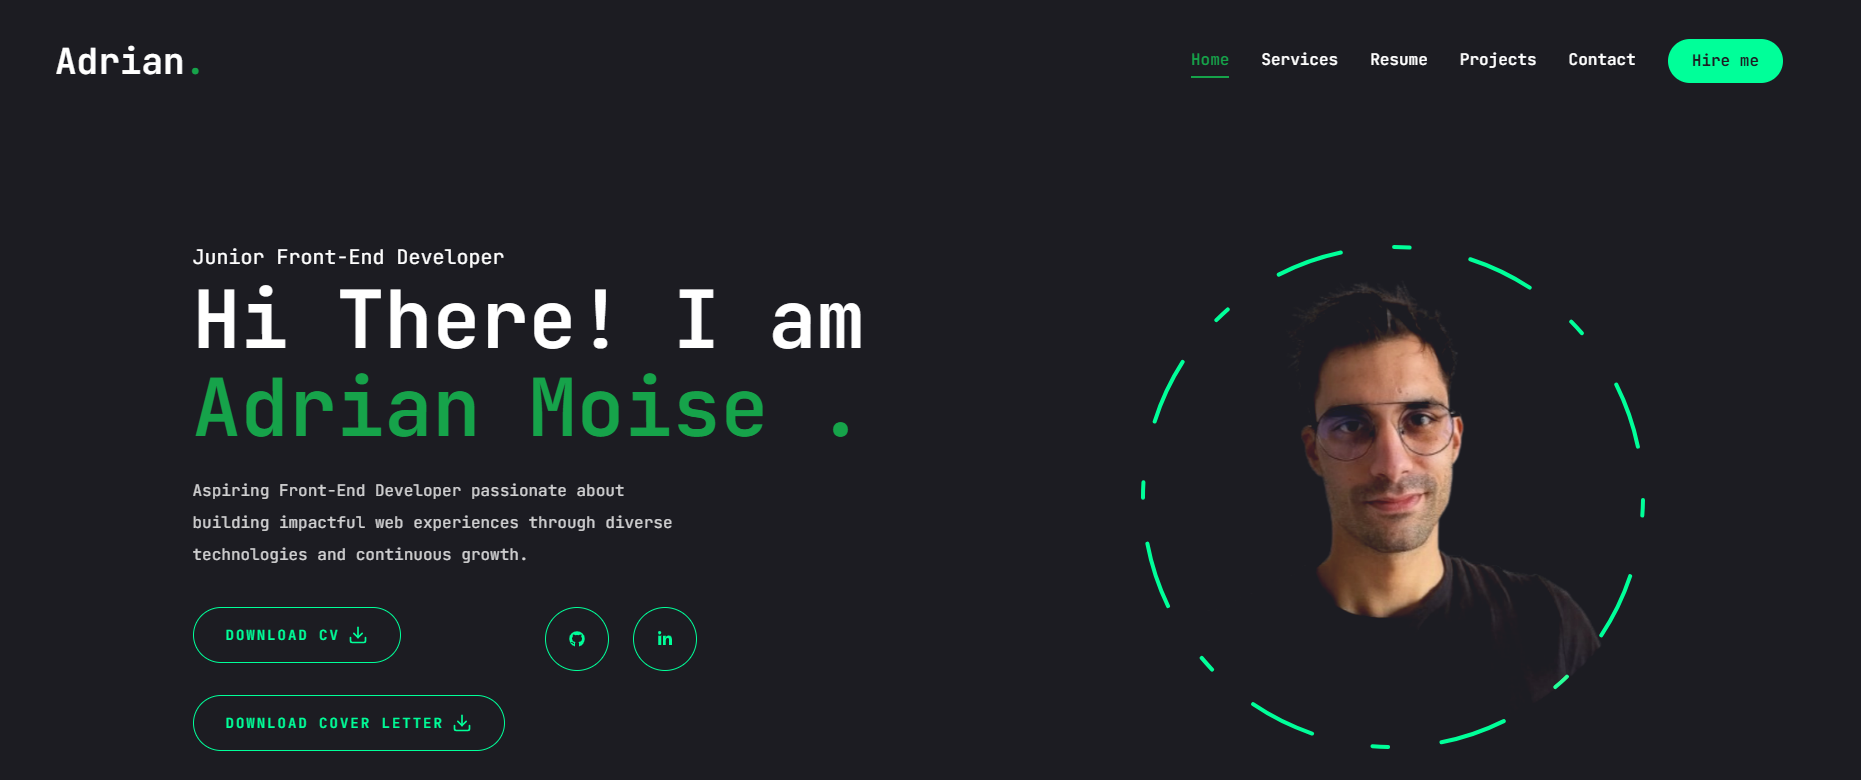 Adrian.
Home Services Resume Projects Contact Hire me
Junior Front-End Developer
Hi There! I am
Adrian Moise .
Aspiring Front-End Developer passionate about
building impactful web experiences through diverse
technologies and continuous growth.
DOWNLOAD CV
in
DOWNLOAD COVER LETTER